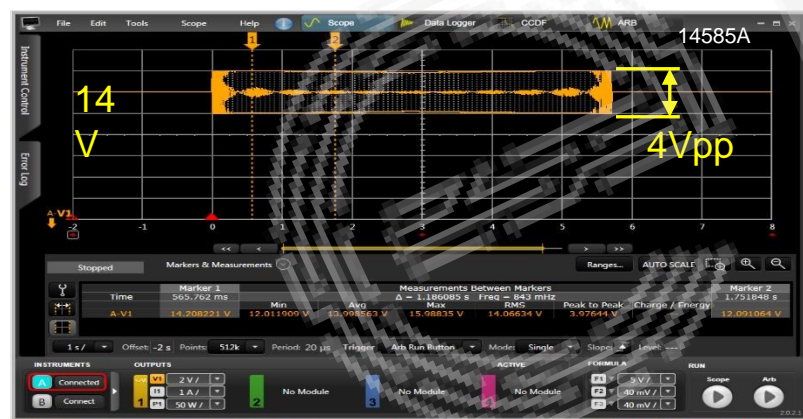 File Edit Tools Scope Help Scope Data Logger CCDF ARB
14585A
Instrument Control
Error Log
1 2
14
V
4Vpp
A-V1
-2 -1 0 1 2 3 4 5 6 7 8
<< < > >>
Stopped Markers & Measurements Ranges... AUTO SCALE
Marker 1 Measurements Between Markers Marker 2
Time 565.762 ms Δ = 1.186085 s Freq = 843 mHz 1.751848 s
Min Avg Max RMS Peak to Peak Charge / Energy
A-V1 14.208221 V 12.011909 V 13.998563 V 15.98835 V 14.06634 V 3.97644 V 12.091064 V
1 s/ Offset: -2 s Points: 512k Period: 20 µs Trigger Arb Run Button Mode: Single Slope: Level:
INSTRUMENTS OUTPUTS ACTIVE FORMULA RUN
A Connected V1 2 V/ F1 5 V/ Scope Arb
I1 1 A/ No Module No Module No Module F2 40 mV/
B Connect 1 P1 50 W/ 2 3 4 F3 40 mV/
2021